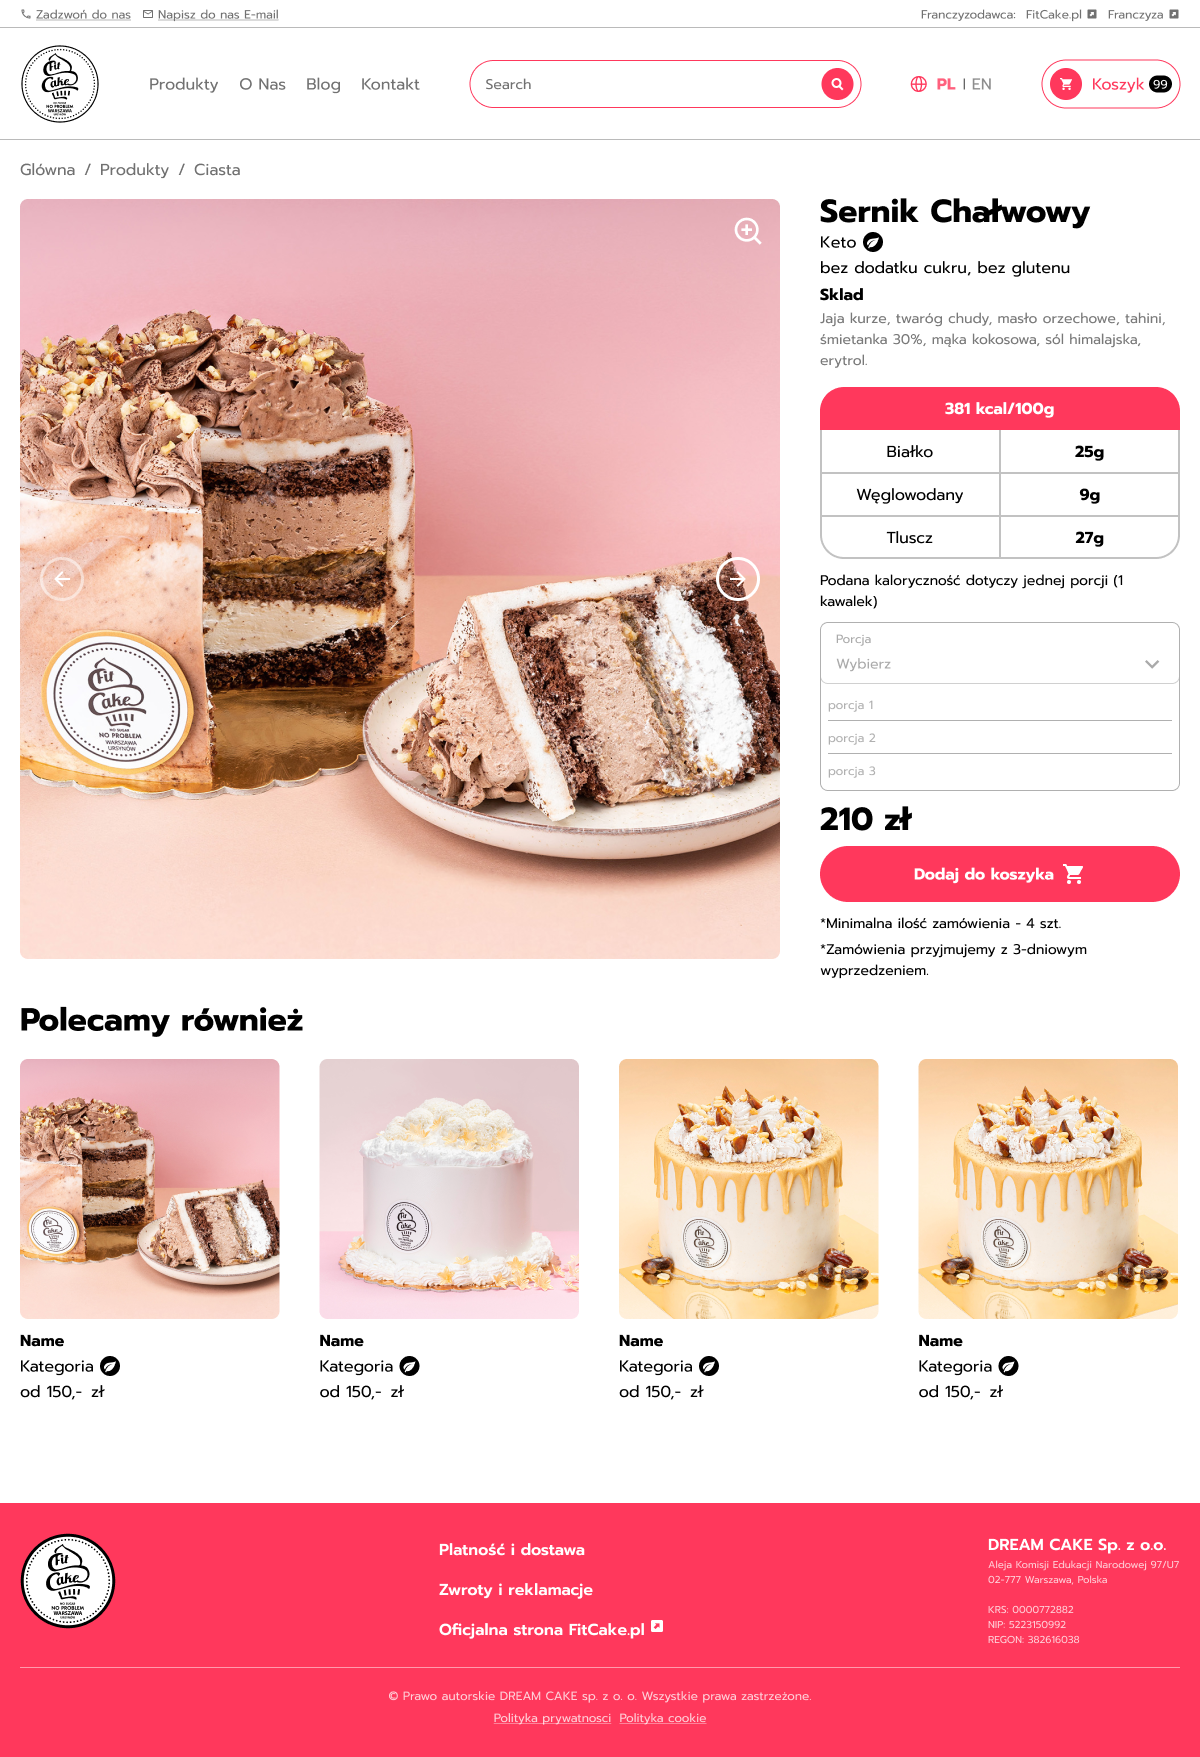 Zadzwoń do nas
Napisz do nas E-mail
Franczyzodawca:
FitCake.pl
Franczyza
Fit
Cake
NO SUGAR
NO PROBLEM
WARSZAWA
URSYNÓW
Produkty
O Nas
Blog
Kontakt
Search
PL | EN
Koszyk 99
Glówna / Produkty / Ciasta
Sernik Chałwowy
Keto
bez dodatku cukru, bez glutenu
Sklad
Jaja kurze, twaróg chudy, masło orzechowe, tahini,
śmietanka 30%, mąka kokosowa, sól himalajska,
erytrol.
381 kcal/100g
Białko 25g
Węglowodany 9g
Tluscz 27g
Podana kaloryczność dotyczy jednej porcji (1
kawalek)
Porcja
Wybierz
porcja 1
porcja 2
porcja 3
210 zł
Dodaj do koszyka
*Minimalna ilość zamówienia - 4 szt.
*Zamówienia przyjmujemy z 3-dniowym
wyprzedzeniem.
Fit
Cake
NO SUGAR
NO PROBLEM
WARSZAWA
URSYNÓW
Polecamy również
Name
Kategoria
od 150,- zł
Name
Kategoria
od 150,- zł
Name
Kategoria
od 150,- zł
Name
Kategoria
od 150,- zł
Fit
Cake
NO SUGAR
NO PROBLEM
WARSZAWA
URSYNÓW
Platność i dostawa
Zwroty i reklamacje
Oficjalna strona FitCake.pl
DREAM CAKE Sp. z o.o.
Aleja Komisji Edukacji Narodowej 97/U7
02-777 Warszawa, Polska
KRS: 0000772882
NIP: 5223150992
REGON: 382616038
© Prawo autorskie DREAM CAKE sp. z o. o. Wszystkie prawa zastrzeżone.
Polityka prywatnosci Polityka cookie